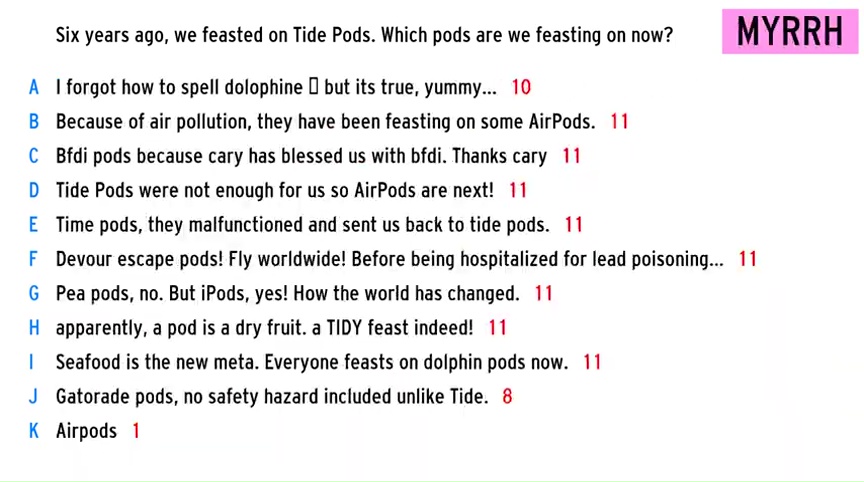 Six years ago, we feasted on Tide Pods. Which pods are we feasting on now?
MYRRH
A I forgot how to spell dolophine ▯ but its true, yummy... 10
B Because of air pollution, they have been feasting on some AirPods. 11
C Bfdi pods because cary has blessed us with bfdi. Thanks cary 11
D Tide Pods were not enough for us so AirPods are next! 11
E Time pods, they malfunctioned and sent us back to tide pods. 11
F Devour escape pods! Fly worldwide! Before being hospitalized for lead poisoning... 11
G Pea pods, no. But iPods, yes! How the world has changed. 11
H apparently, a pod is a dry fruit. a TIDY feast indeed! 11
I Seafood is the new meta. Everyone feasts on dolphin pods now. 11
J Gatorade pods, no safety hazard included unlike Tide. 8
K Airpods 1